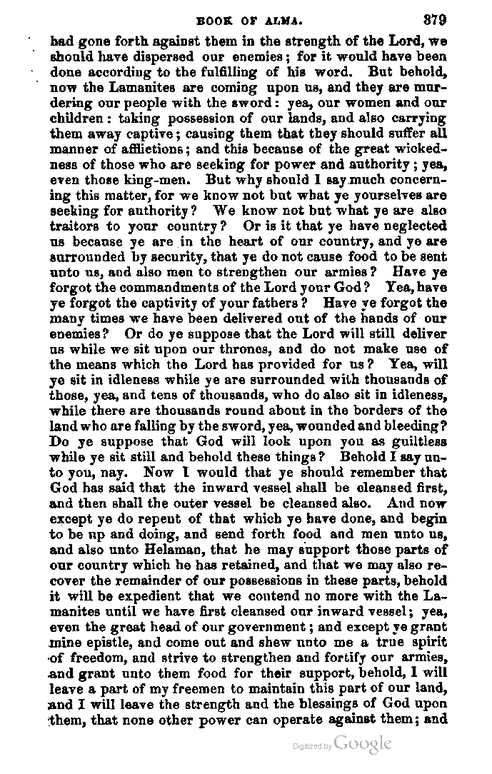 BOOK OF ALMA. 379
had gone forth against them in the strength of the Lord, we
should have dispersed our enemies; for it would have been
done according to the fulfilling of his word. But behold,
now the Lamanites are coming upon us, and they are mur-
dering our people with the sword: yea, our women and our
children: taking possession of our lands, and also carrying
them away captive; causing them that they should suffer all
manner of afflictions; and this because of the great wicked-
ness of those who are seeking for power and authority; yea,
even those king-men. But why should I say much concern-
ing this matter, for we know not but what ye yourselves are
seeking for authority? We know not but what ye are also
traitors to your country? Or is it that ye have neglected
us because ye are in the heart of our country, and ye are
surrounded by security, that ye do not cause food to be sent
unto us, and also men to strengthen our armies? Have ye
forgot the commandments of the Lord your God? Yea, have
ye forgot the captivity of your fathers? Have ye forgot the
many times we have been delivered out of the hands of our
enemies? Or do ye suppose that the Lord will still deliver
us while we sit upon our thrones, and do not make use of
the means which the Lord has provided for us? Yea, will
ye sit in idleness while ye are surrounded with thousands of
those, yea, and tens of thousands, who do also sit in idleness,
while there are thousands round about in the borders of the
land who are falling by the sword, yea, wounded and bleeding?
Do ye suppose that God will look upon you as guiltless
while ye sit still and behold these things? Behold I say un-
to you, nay. Now I would that ye should remember that
God has said that the inward vessel shall be cleansed first,
and then shall the outer vessel be cleansed also. And now
except ye do repent of that which ye have done, and begin
to be up and doing, and send forth food and men unto us,
and also unto Helaman, that he may support those parts of
our country which he has retained, and that we may also re-
cover the remainder of our possessions in these parts, behold
it will be expedient that we contend no more with the La-
manites until we have first cleansed our inward vessel; yea,
even the great head of our government; and except ye grant
mine epistle, and come out and shew unto me a true spirit
of freedom, and strive to strengthen and fortify our armies,
and grant unto them food for their support, behold, I will
leave a part of my freemen to maintain this part of our land,
and I will leave the strength and the blessings of God upon
them, that none other power can operate against them; and
Digitized by Google